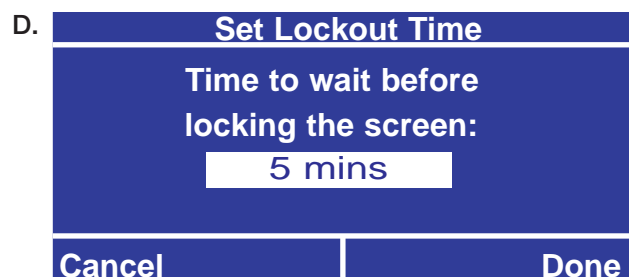 D.
Set Lockout Time
Time to wait before
locking the screen:
5 mins
Cancel
Done